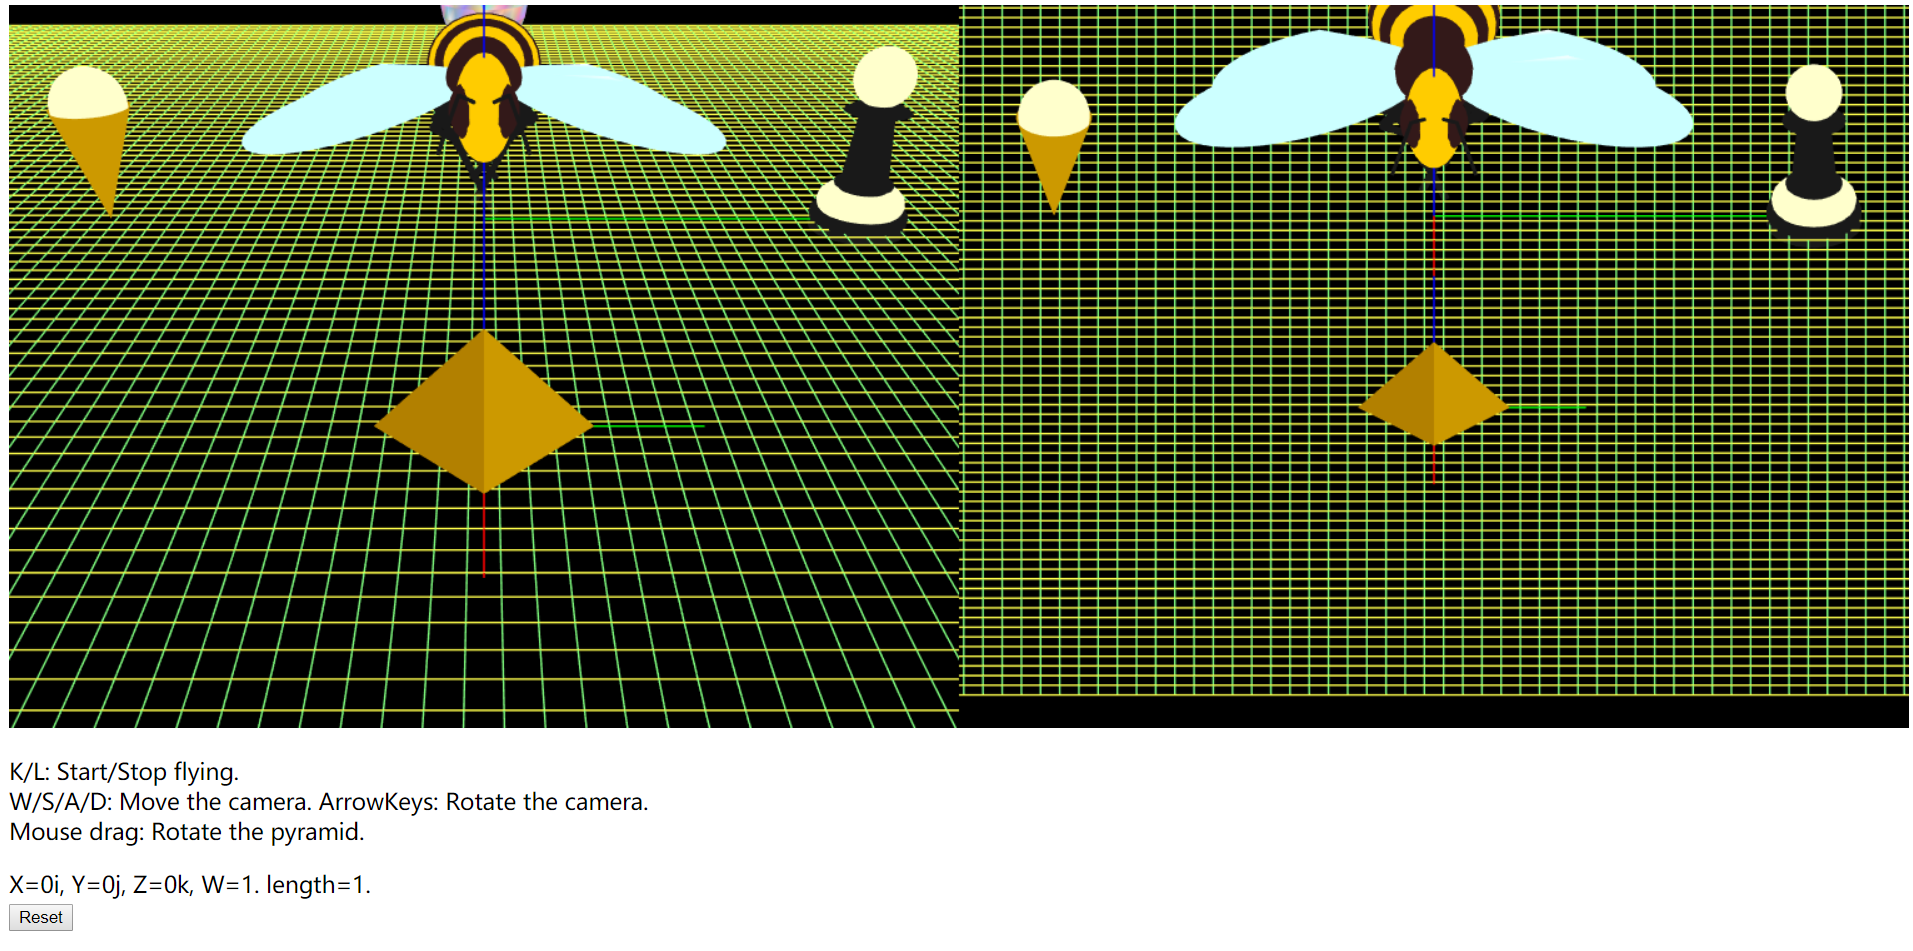 K/L: Start/Stop flying.
W/S/A/D: Move the camera. ArrowKeys: Rotate the camera.
Mouse drag: Rotate the pyramid.
X=0i, Y=0j, Z=0k, W=1. length=1.
Reset